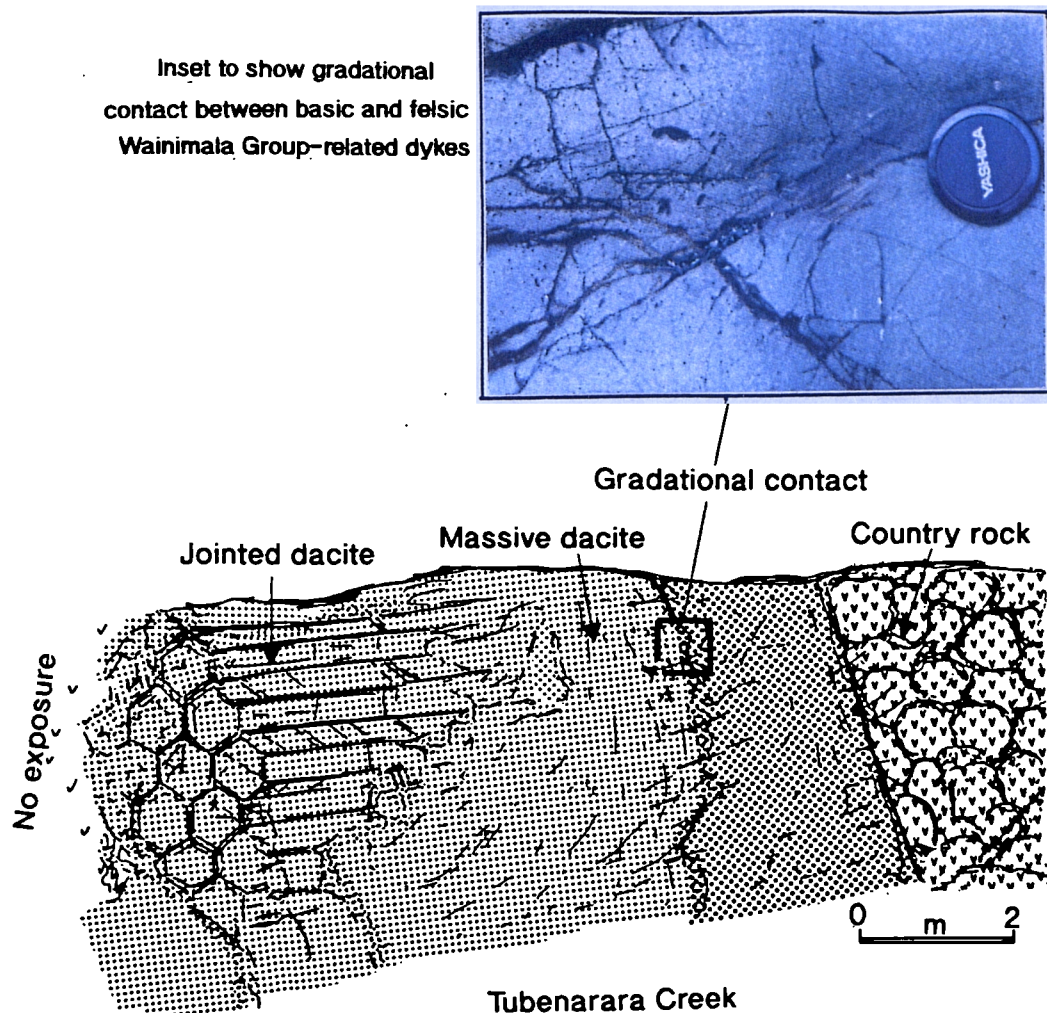 Inset to show gradational
contact between basic and felsic
Wainimala Group-related dykes
YASHICA
Gradational contact
Jointed dacite
Massive dacite
Country rock
No exposure
0 m 2
Tubenarara Creek